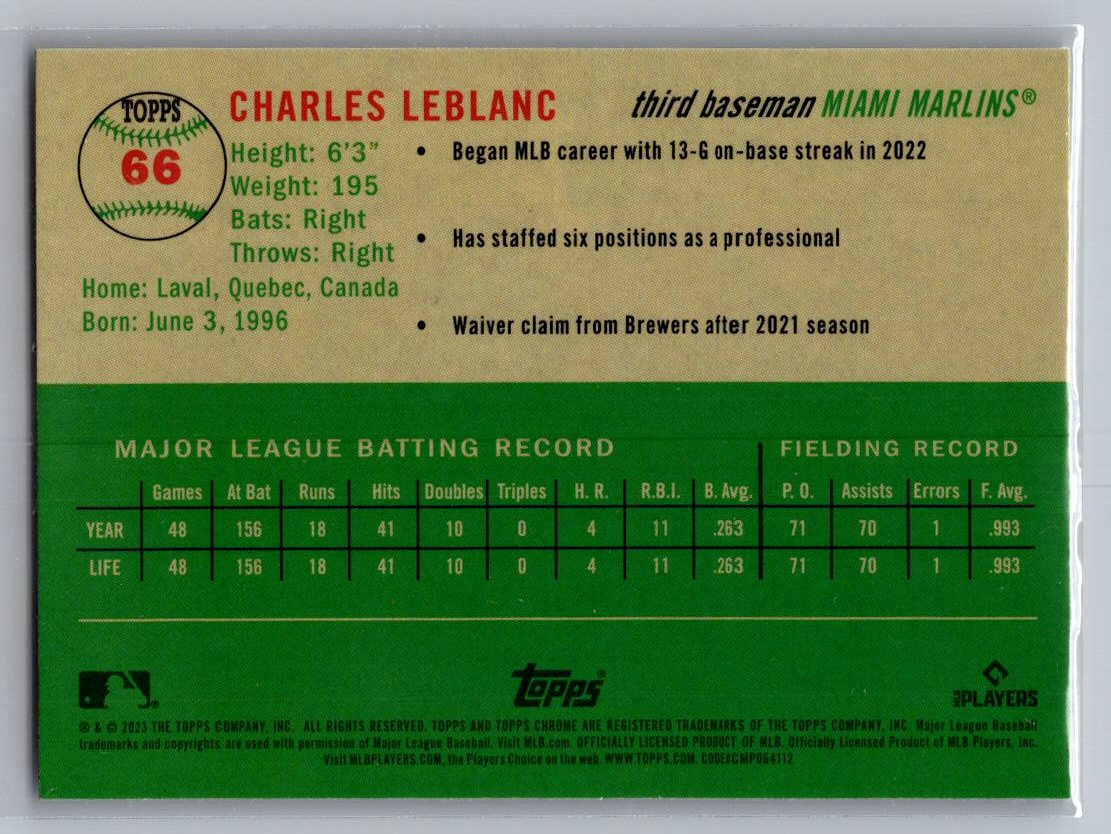 TOPPS
66
CHARLES LEBLANC
third baseman MIAMI MARLINS®
Height: 6'3"
Weight: 195
Bats: Right
Throws: Right
Home: Laval, Quebec, Canada
Born: June 3, 1996
• Began MLB career with 13-G on-base streak in 2022
• Has staffed six positions as a professional
• Waiver claim from Brewers after 2021 season
MAJOR LEAGUE BATTING RECORD FIELDING RECORD
Games At Bat Runs Hits Doubles Triples H. R. R.B.I. B. Avg. P. O. Assists Errors F. Avg.
YEAR 48 156 18 41 10 0 4 11 .263 71 70 1 .993
LIFE 48 156 18 41 10 0 4 11 .263 71 70 1 .993
topps®
MLB PLAYERS
® & © 2023 THE TOPPS COMPANY, INC. ALL RIGHTS RESERVED. TOPPS AND TOPPS CHROME ARE REGISTERED TRADEMARKS OF THE TOPPS COMPANY, INC. Major League Baseball
trademarks and copyrights are used with permission of Major League Baseball. Visit MLB.com. OFFICIALLY LICENSED PRODUCT OF MLB. Officially Licensed Product of MLB Players, Inc.
Visit MLBPLAYERS.COM, the Players Choice on the web. WWW.TOPPS.COM. CODE#CMP064112